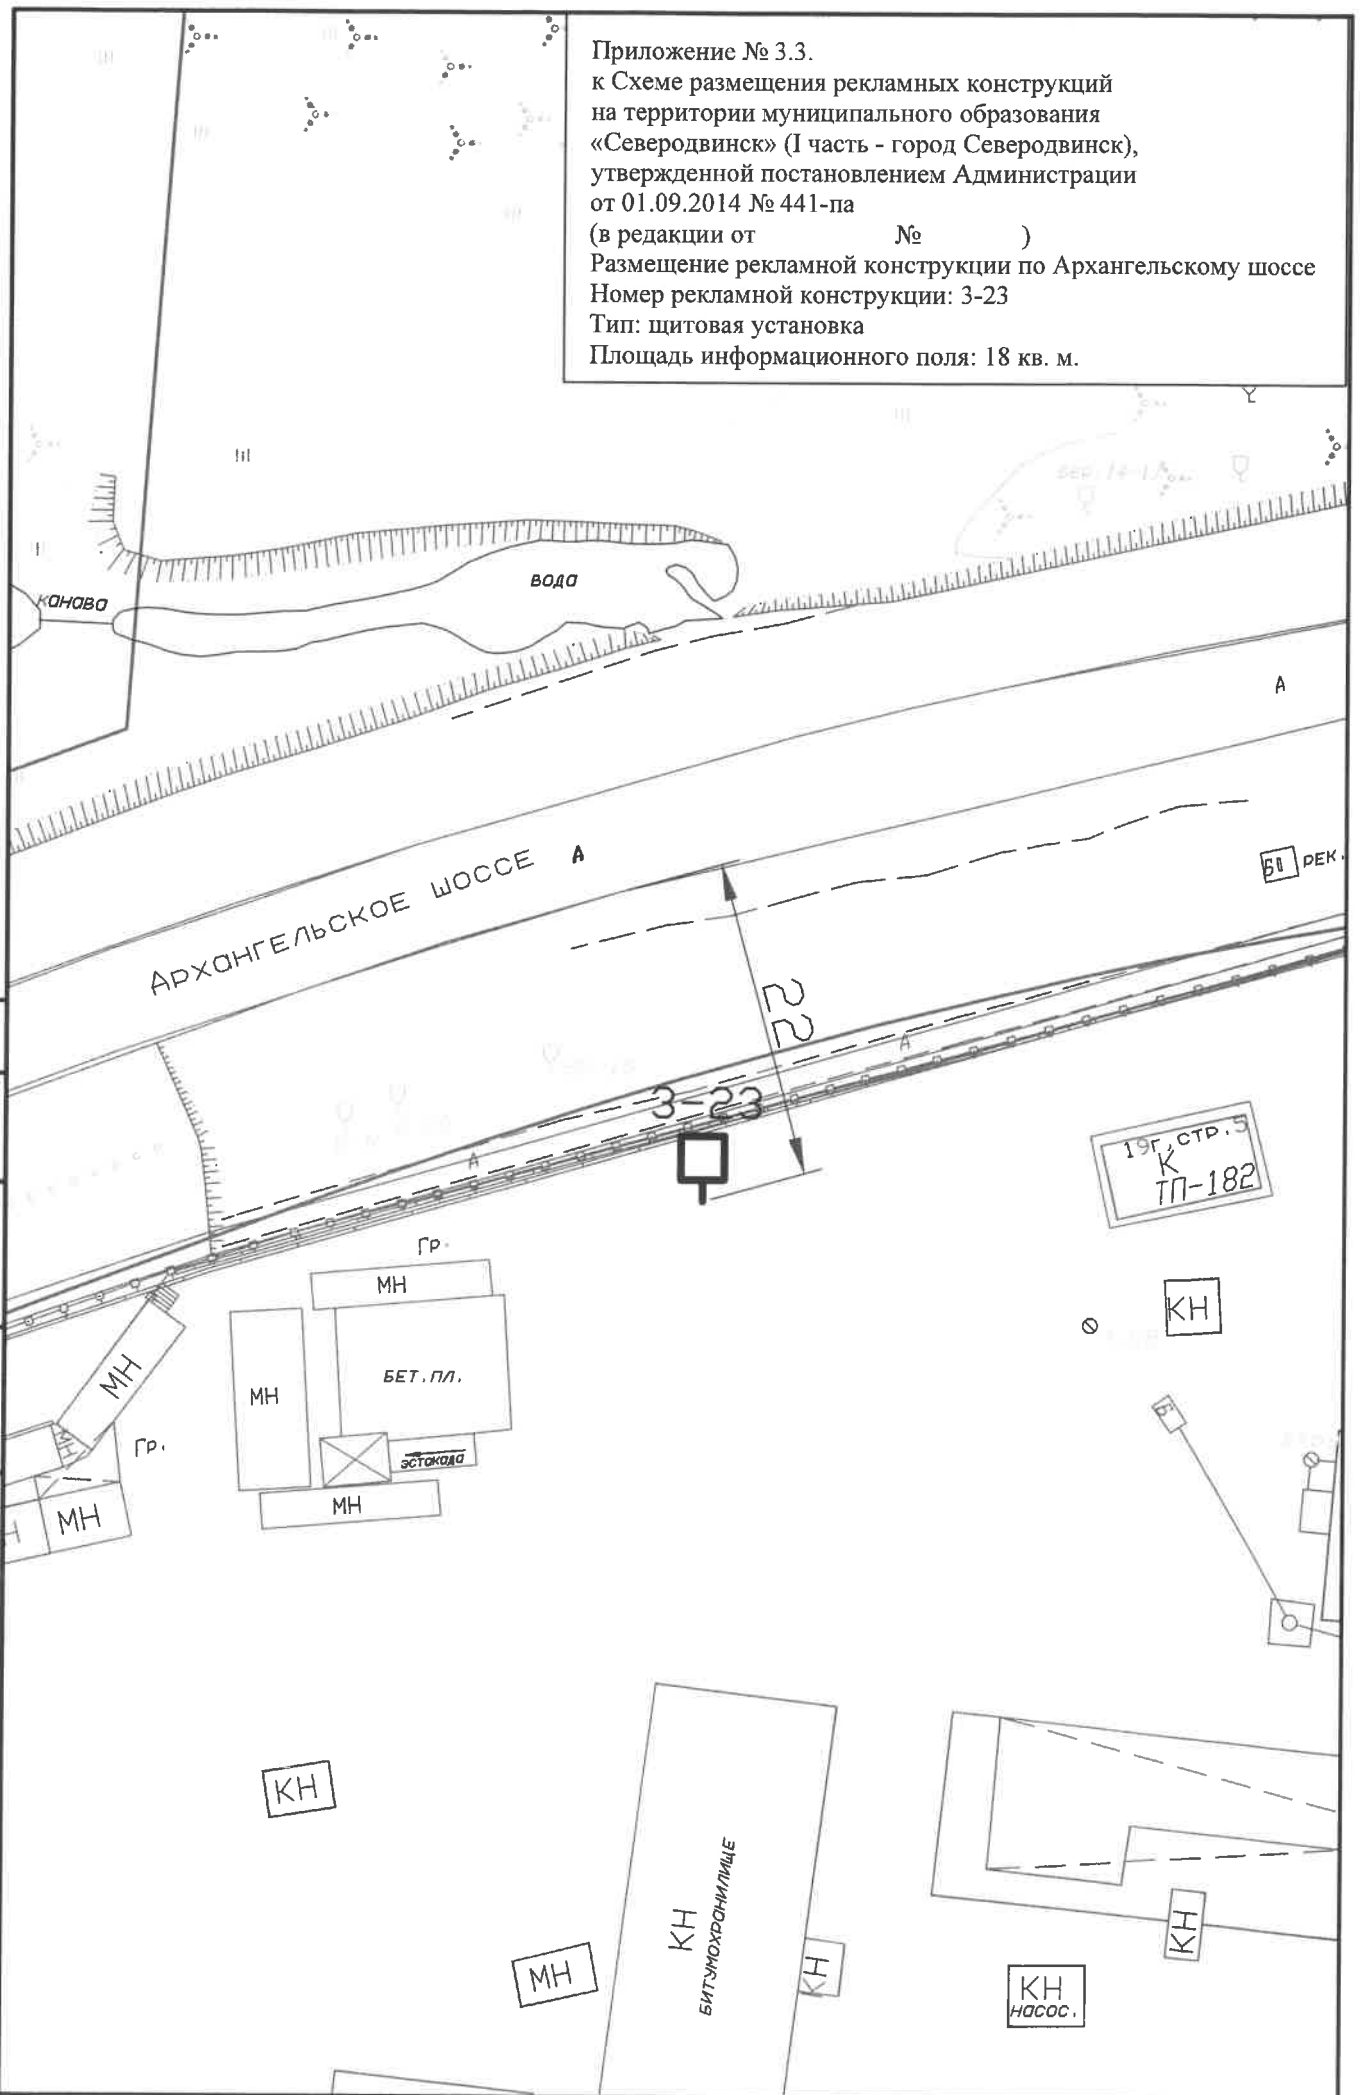 Приложение № 3.3.
к Схеме размещения рекламных конструкций
на территории муниципального образования
«Северодвинск» (I часть - город Северодвинск),
утвержденной постановлением Администрации
от 01.09.2014 № 441-па
(в редакции от № )
Размещение рекламной конструкции по Архангельскому шоссе
Номер рекламной конструкции: 3-23
Тип: щитовая установка
Площадь информационного поля: 18 кв. м.
вода
канава
А
Архангельское шоссе А
РЕК.
22
А
3-23
А
19Г, СТР.5
К
ТП-182
Гр.
МН
КН
МН
БЕТ.ПЛ.
МН
Б
Гр.
эстакада
МН
МН
МН
КН
КН
БИТУМОХРАНИЛИЩЕ
КН
МН
КН
КН
насос.